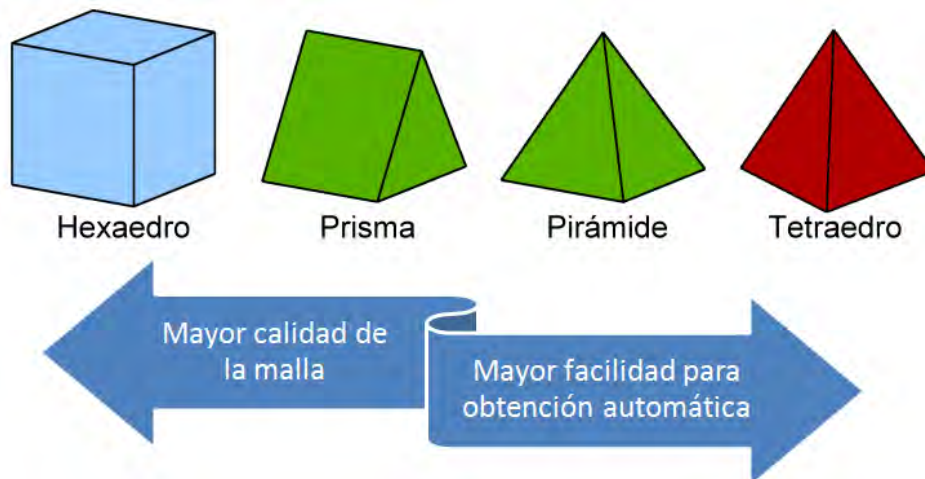 Hexaedro Prisma Pirámide Tetraedro
Mayor calidad de
la malla
Mayor facilidad para
obtención automática